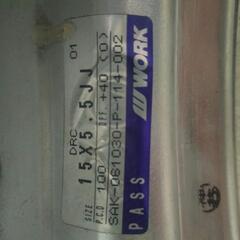 DRC 01
SIZE 15X5.5JJ
P.C.D 100 OFF +40 (O)
SAK-061030-P-114-002
WORK
PASS